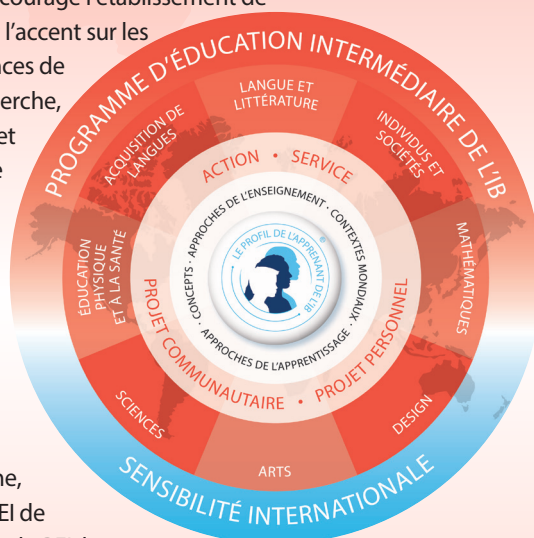 courage l'établissement de
l'accent sur les
nces de
erche,
et
PROGRAMME D'ÉDUCATION INTERMÉDIAIRE DE L'IB
LANGUE ET
LITTÉRATURE
ACQUISITION DE
LANGUES
INDIVIDUS ET
SOCIÉTÉS
ÉDUCATION
PHYSIQUE
ET À LA SANTÉ
MATHÉMATIQUES
SCIENCES
ARTS
DESIGN
ACTION • SERVICE
PROJET COMMUNAUTAIRE • PROJET PERSONNEL
APPROCHES DE L'ENSEIGNEMENT · CONTEXTES MONDIAUX ·
APPROCHES DE L'APPRENTISSAGE · CONCEPTS ·
LE PROFIL DE L'APPRENANT DE L'IB
®
SENSIBILITÉ INTERNATIONALE
ne,
EI de